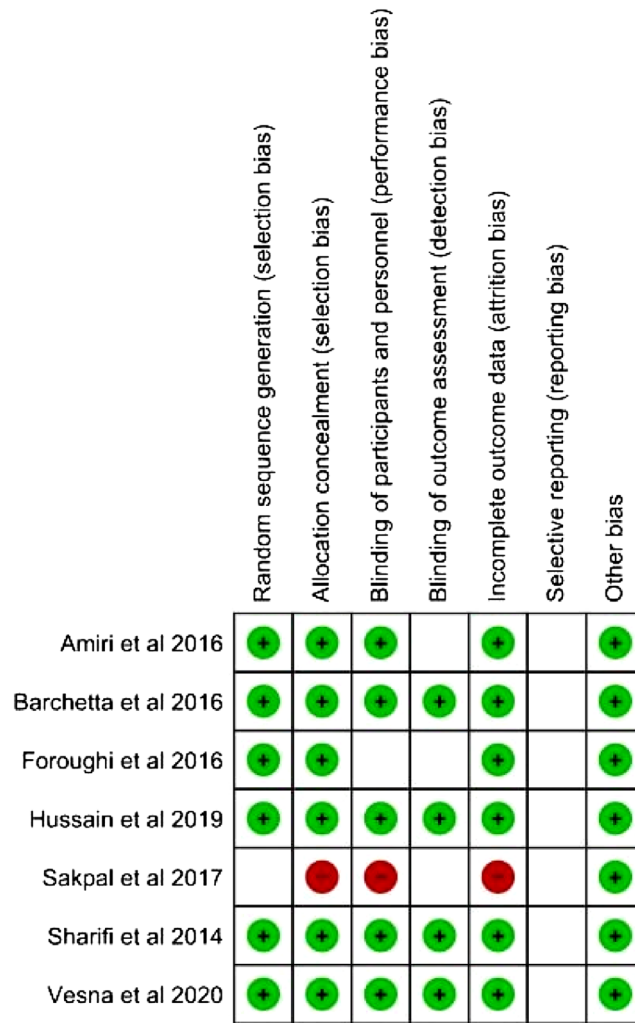 Random sequence generation (selection bias)
Allocation concealment (selection bias)
Blinding of participants and personnel (performance bias)
Blinding of outcome assessment (detection bias)
Incomplete outcome data (attrition bias)
Selective reporting (reporting bias)
Other bias
Amiri et al 2016 + + + + +
Barchetta et al 2016 + + + + + +
Foroughi et al 2016 + + + +
Hussain et al 2019 + + + + + +
Sakpal et al 2017 - - - +
Sharifi et al 2014 + + + + + +
Vesna et al 2020 + + + + + +